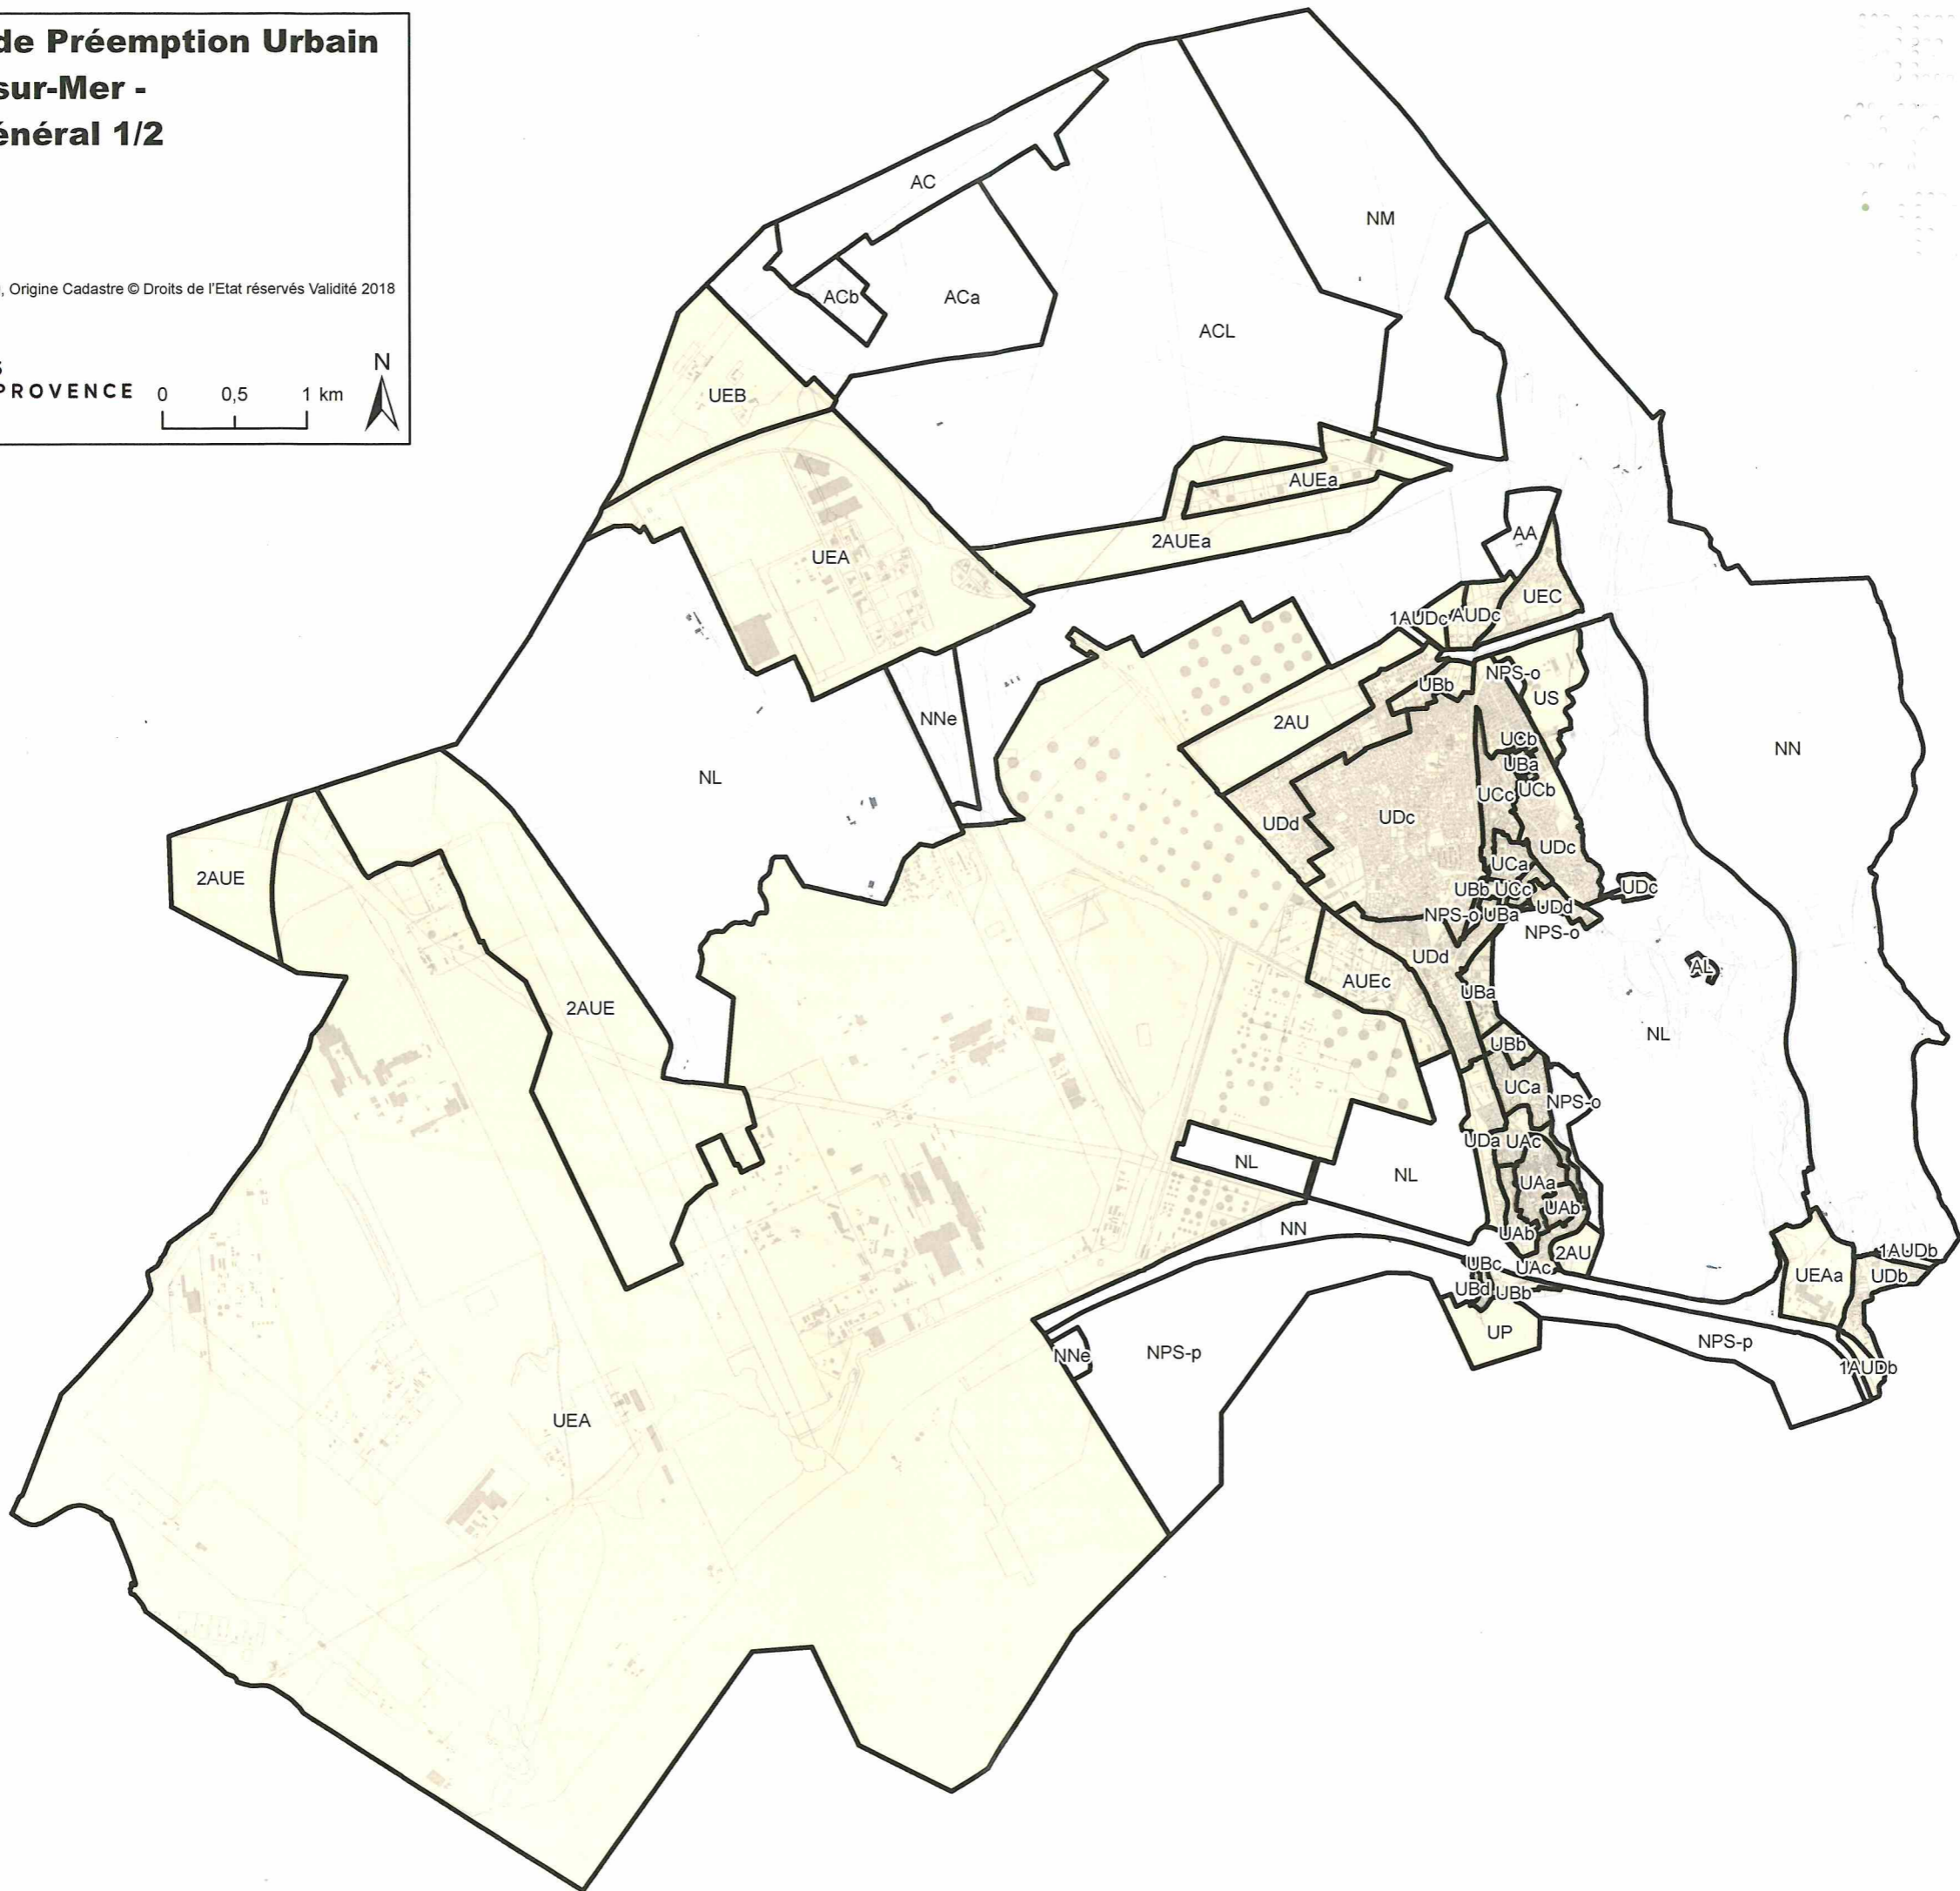 de Préemption Urbain
sur-Mer -
énéral 1/2
, Origine Cadastre © Droits de l'Etat réservés Validité 2018
S
PROVENCE
0 0,5 1 km
N
AC
NM
ACb
ACa
ACL
UEB
AUEa
2AUEa
AA
UEA
UEC
1AUDc
AUDc
NPS-o
UBb
US
NNe
2AU
UCb
NN
NL
UBa
UCc
UCb
UDc
UDd
UDc
2AUE
UCa
UBb
UCc
UDc
NPS-o
UBa
UDd
NPS-o
UDd
AL
AUEc
UBa
2AUE
NL
UBb
UCa
NPS-o
UDa
UAc
NL
NL
UAa
UAb
NN
UAb
2AU
1AUDb
UBc
UAc
UEAa
UDb
UBd
UBb
UP
NPS-p
NNe
NPS-p
1AUDb
UEA